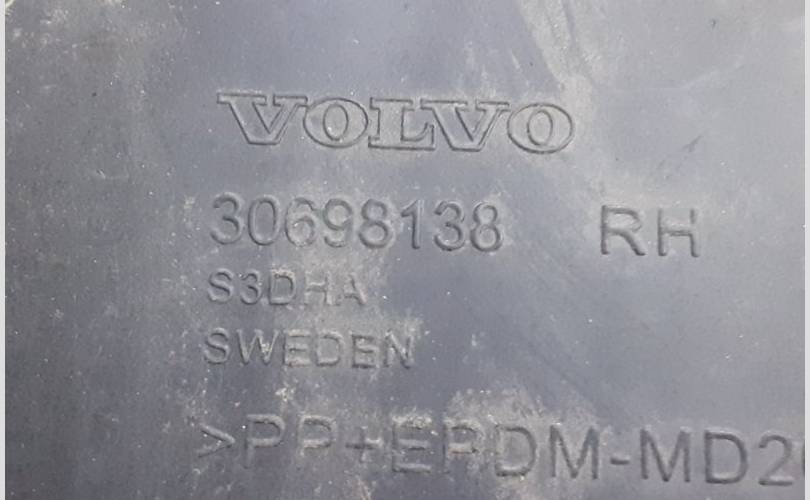 VOLVO
30698138 RH
S3DHA
SWEDEN
>PP+EPDM-MD2